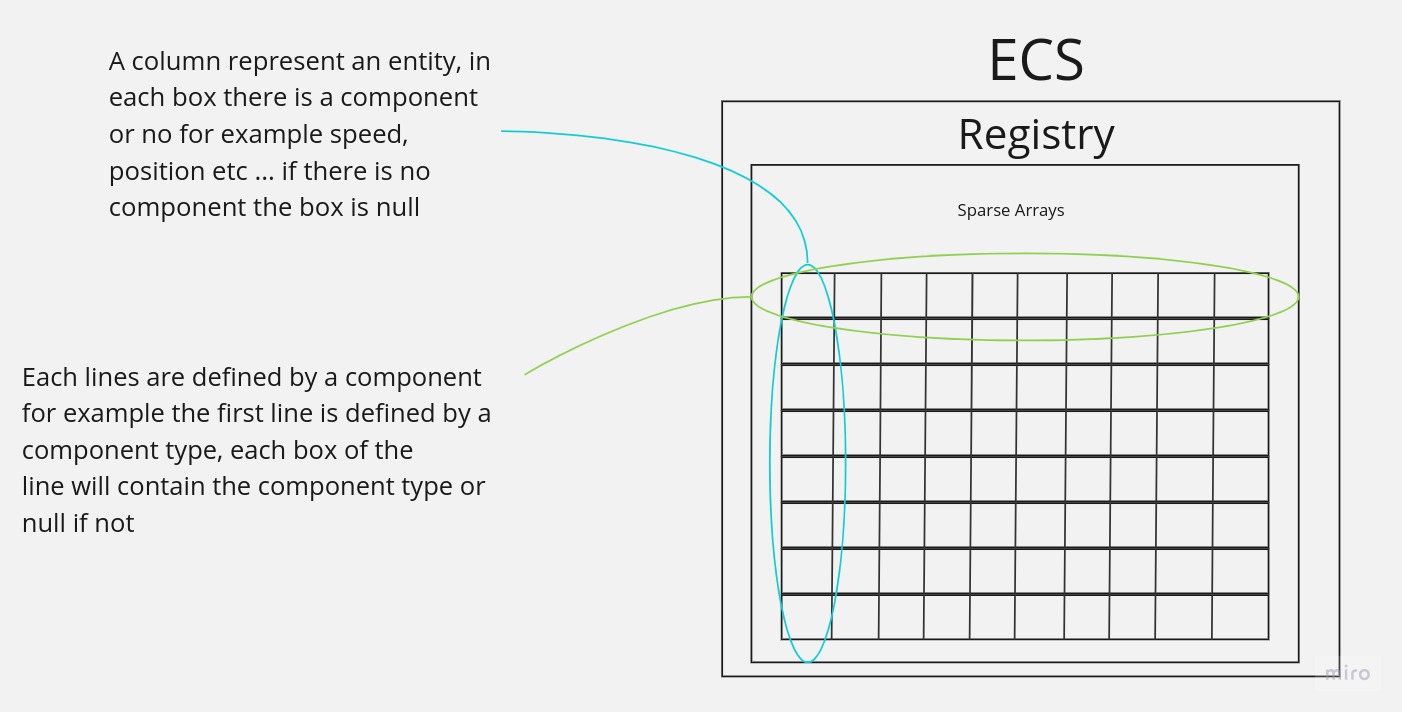 ECS
Registry
Sparse Arrays
A column represent an entity, in
each box there is a component
or no for example speed,
position etc ... if there is no
component the box is null
Each lines are defined by a component
for example the first line is defined by a
component type, each box of the
line will contain the component type or
null if not
miro